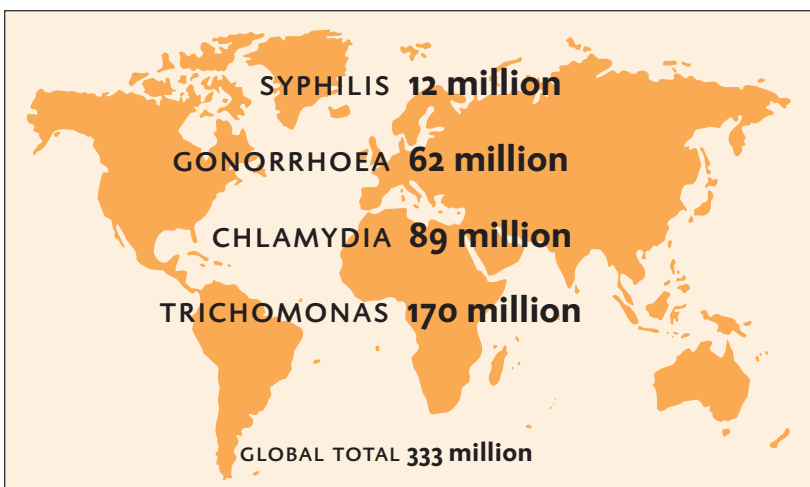 SYPHILIS 12 million
GONORRHOEA 62 million
CHLAMYDIA 89 million
TRICHOMONAS 170 million
GLOBAL TOTAL 333 million